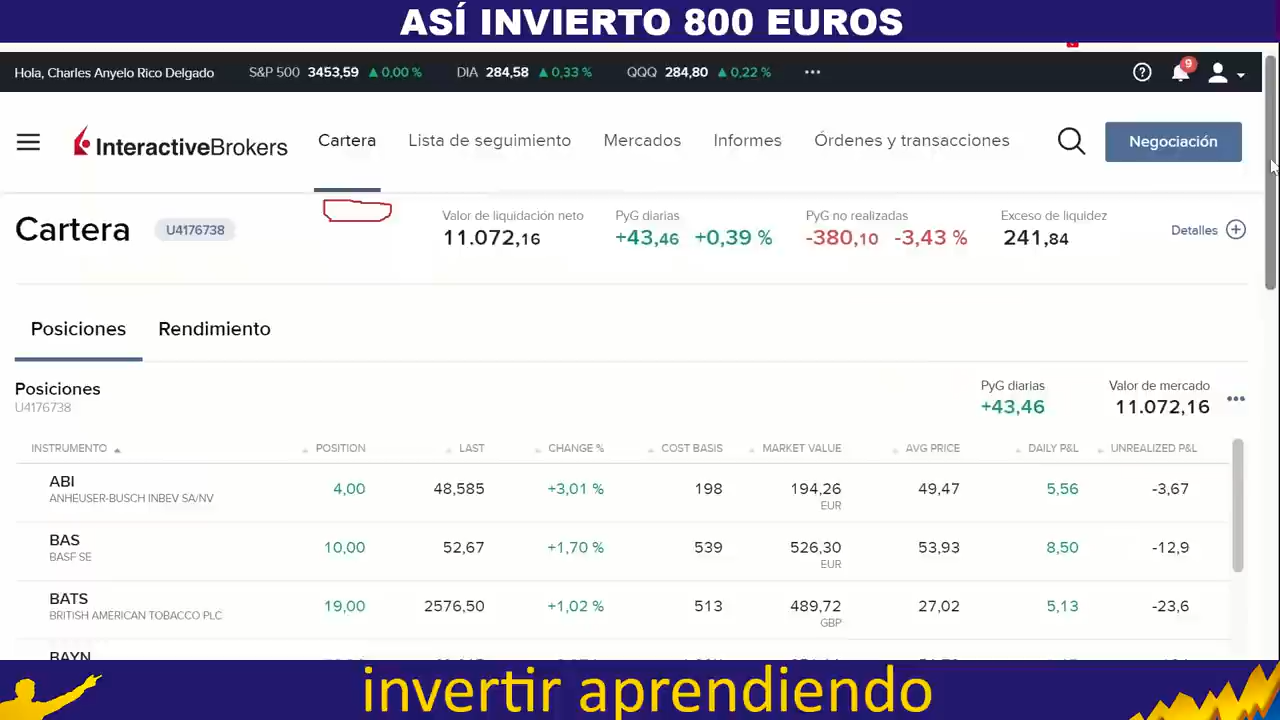 ASÍ INVIERTO 800 EUROS
Hola, Charles Anyelo Rico Delgado S&P 500 3453,59 0,00 % DIA 284,58 0,33 % QQQ 284,80 0,22 % ••• 9
InteractiveBrokers Cartera Lista de seguimiento Mercados Informes Órdenes y transacciones Negociación
Cartera U4176738
Valor de liquidación neto PyG diarias PyG no realizadas Exceso de liquidez
11.072,16 +43,46 +0,39 % -380,10 -3,43 % 241,84 Detalles
Posiciones Rendimiento
Posiciones PyG diarias Valor de mercado
U4176738 +43,46 11.072,16
INSTRUMENTO POSITION LAST CHANGE % COST BASIS MARKET VALUE AVG PRICE DAILY P&L UNREALIZED P&L
ABI 4,00 48,585 +3,01 % 198 194,26 49,47 5,56 -3,67
ANHEUSER-BUSCH INBEV SA/NV EUR
BAS 10,00 52,67 +1,70 % 539 526,30 53,93 8,50 -12,9
BASF SE EUR
BATS 19,00 2576,50 +1,02 % 513 489,72 27,02 5,13 -23,6
BRITISH AMERICAN TOBACCO PLC GBP
BAYN
invertir aprendiendo